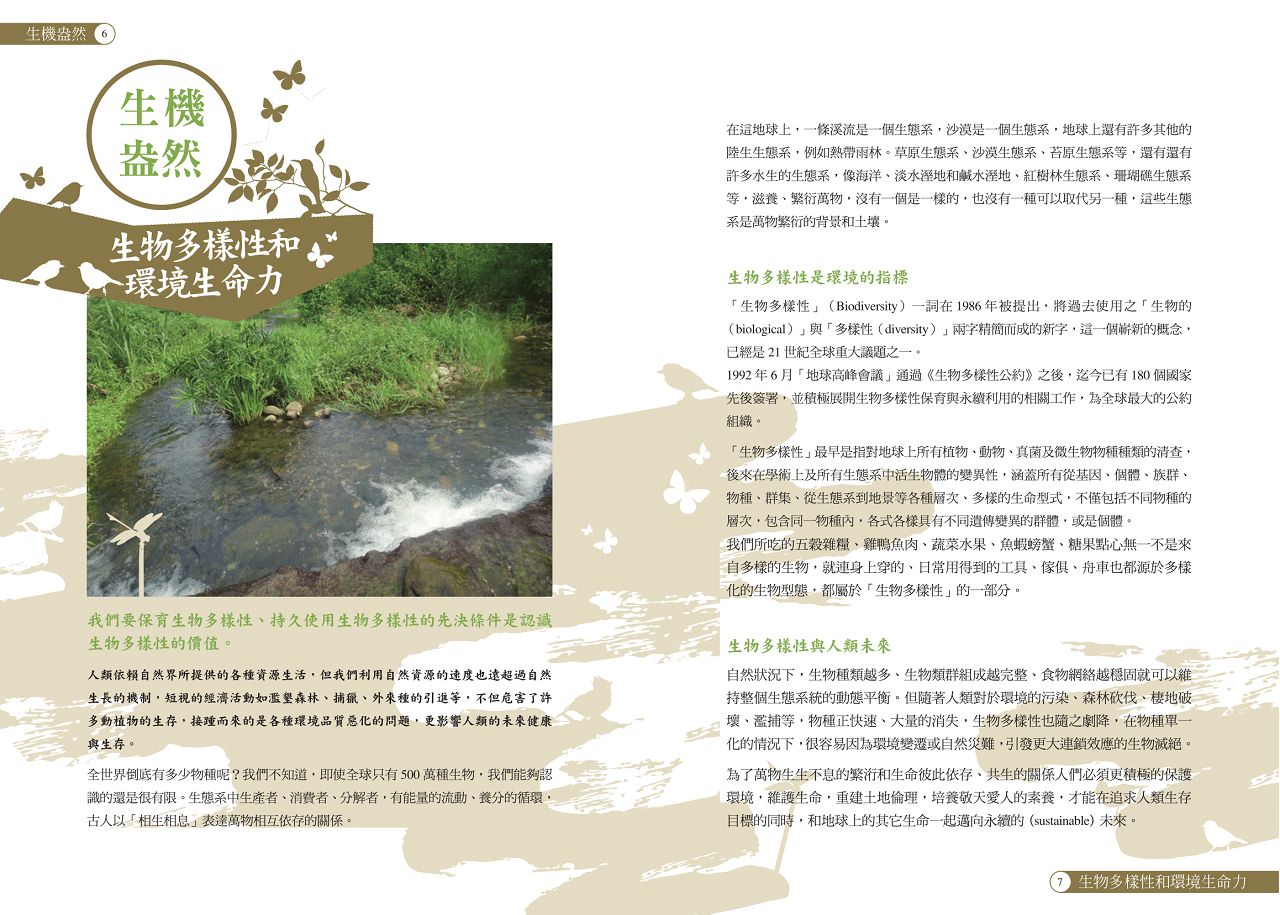 生機盎然 6
生機
盎然
生物多樣性和
環境生命力
我們要保育生物多樣性、持久使用生物多樣性的先決條件是認識
生物多樣性的價值。
人類依賴自然界所提供的各種資源生活，但我們利用自然資源的速度也遠超過自然
生長的機制，短視的經濟活動如濫墾森林、捕獵、外來種的引進等，不但危害了許
多動植物的生存，接踵而來的是各種環境品質惡化的問題，更影響人類的未來健康
與生存。
全世界倒底有多少物種呢？我們不知道，即使全球只有 500 萬種生物，我們能夠認
識的還是很有限。生態系中生產者、消費者、分解者，有能量的流動、養分的循環，
古人以「相生相息」表達萬物相互依存的關係。
在這地球上，一條溪流是一個生態系，沙漠是一個生態系，地球上還有許多其他的
陸生生態系，例如熱帶雨林。草原生態系、沙漠生態系、苔原生態系等，還有還有
許多水生的生態系，像海洋、淡水溼地和鹹水溼地、紅樹林生態系、珊瑚礁生態系
等，滋養、繁衍萬物，沒有一個是一樣的，也沒有一種可以取代另一種，這些生態
系是萬物繁衍的背景和土壤。
生物多樣性是環境的指標
「生物多樣性」（Biodiversity）一詞在 1986 年被提出，將過去使用之「生物的
（biological）」與「多樣性（diversity）」兩字精簡而成的新字，這一個嶄新的概念，
已經是 21 世紀全球重大議題之一。
1992 年 6 月「地球高峰會議」通過《生物多樣性公約》之後，迄今已有 180 個國家
先後簽署，並積極展開生物多樣性保育與永續利用的相關工作，為全球最大的公約
組織。
「生物多樣性」最早是指對地球上所有植物、動物、真菌及微生物物種種類的清查，
後來在學術上及所有生態系中活生物體的變異性，涵蓋所有從基因、個體、族群、
物種、群集、從生態系到地景等各種層次、多樣的生命型式，不僅包括不同物種的
層次，包含同一物種內，各式各樣具有不同遺傳變異的群體，或是個體。
我們所吃的五穀雜糧、雞鴨魚肉、蔬菜水果、魚蝦螃蟹、糖果點心無一不是來
自多樣的生物，就連身上穿的、日常用得到的工具、傢俱、舟車也都源於多樣
化的生物型態，都屬於「生物多樣性」的一部分。
生物多樣性與人類未來
自然狀況下，生物種類越多、生物類群組成越完整、食物網絡越穩固就可以維
持整個生態系統的動態平衡。但隨著人類對於環境的污染、森林砍伐、棲地破
壞、濫捕等，物種正快速、大量的消失，生物多樣性也隨之劇降，在物種單一
化的情況下，很容易因為環境變遷或自然災難，引發更大連鎖效應的生物滅絕。
為了萬物生生不息的繁洐和生命彼此依存、共生的關係人們必須更積極的保護
環境，維護生命，重建土地倫理，培養敬天愛人的素養，才能在追求人類生存
目標的同時，和地球上的其它生命一起邁向永續的（sustainable）未來。
7 生物多樣性和環境生命力